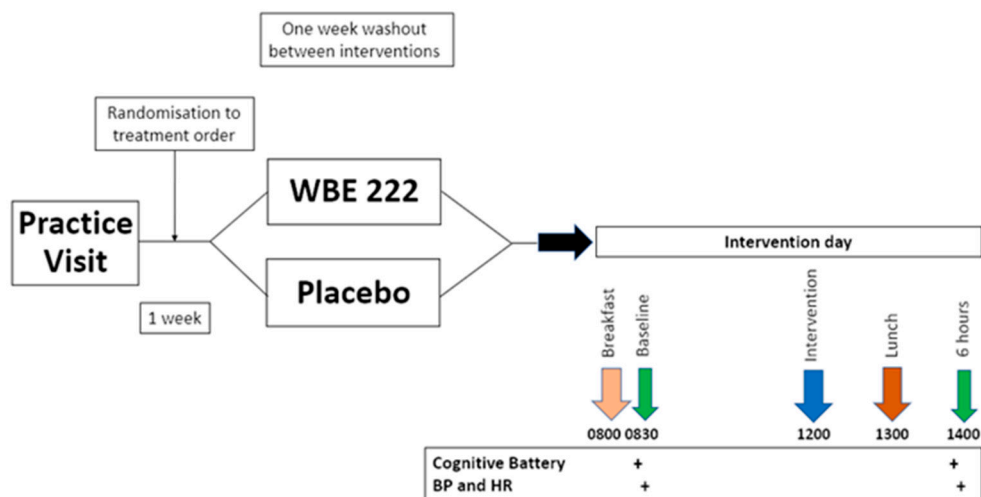 One week washout
between interventions
Randomisation to
treatment order
Practice
Visit
1 week
WBE 222
Placebo
Intervention day
Breakfast
Baseline
Intervention
Lunch
6 hours
0800 0830 1200 1300 1400
Cognitive Battery + +
BP and HR + +